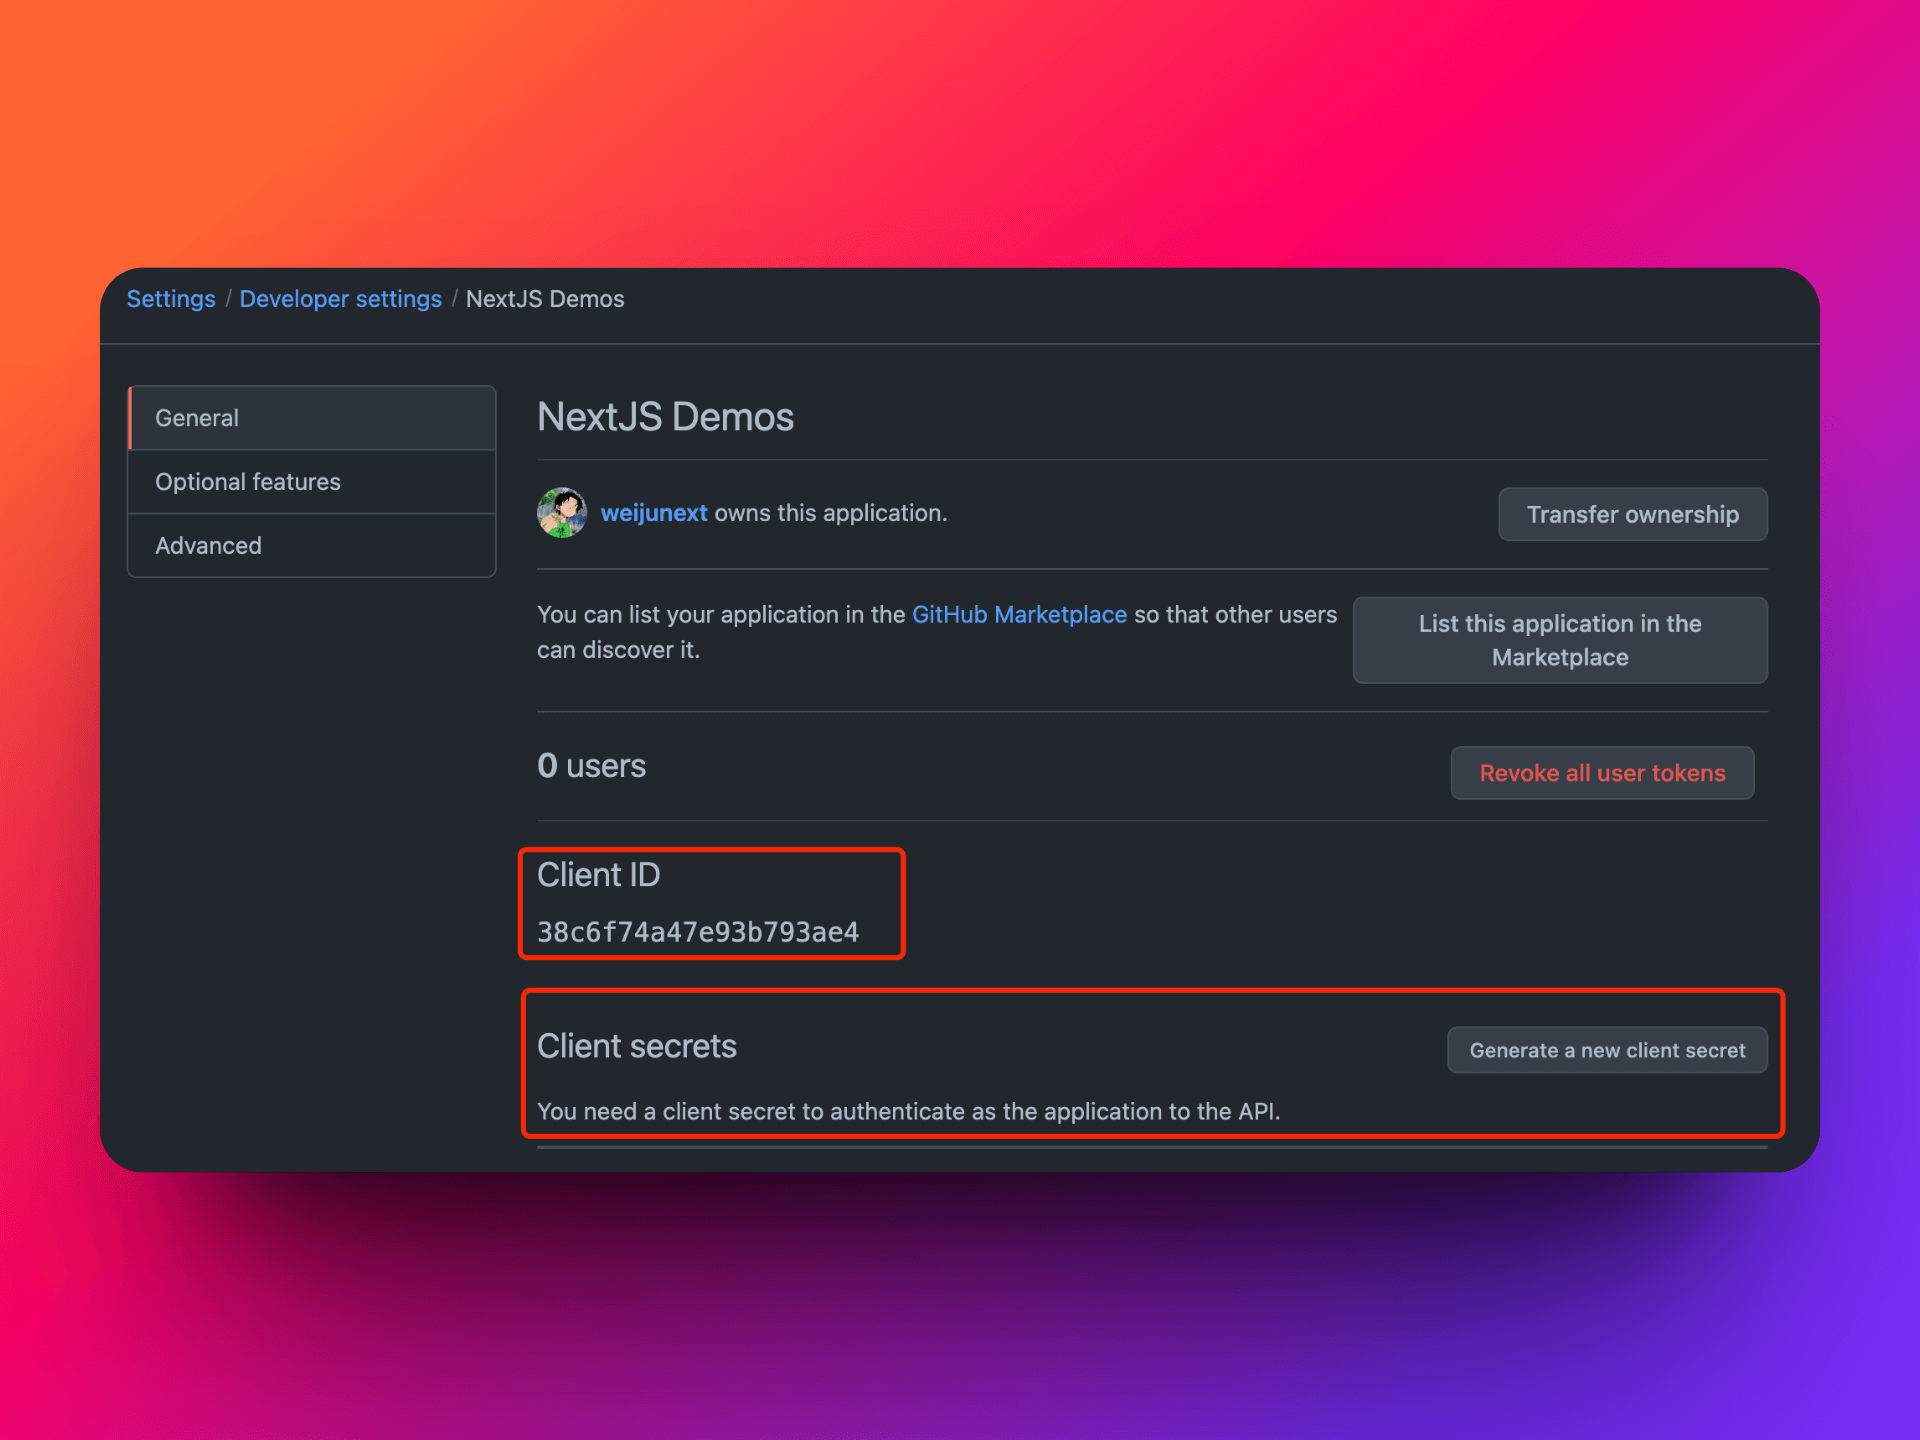 Settings / Developer settings / NextJS Demos
General
Optional features
Advanced
NextJS Demos
weijunext owns this application.
Transfer ownership
You can list your application in the GitHub Marketplace so that other users
can discover it.
List this application in the
Marketplace
0 users
Revoke all user tokens
Client ID
38c6f74a47e93b793ae4
Client secrets
Generate a new client secret
You need a client secret to authenticate as the application to the API.